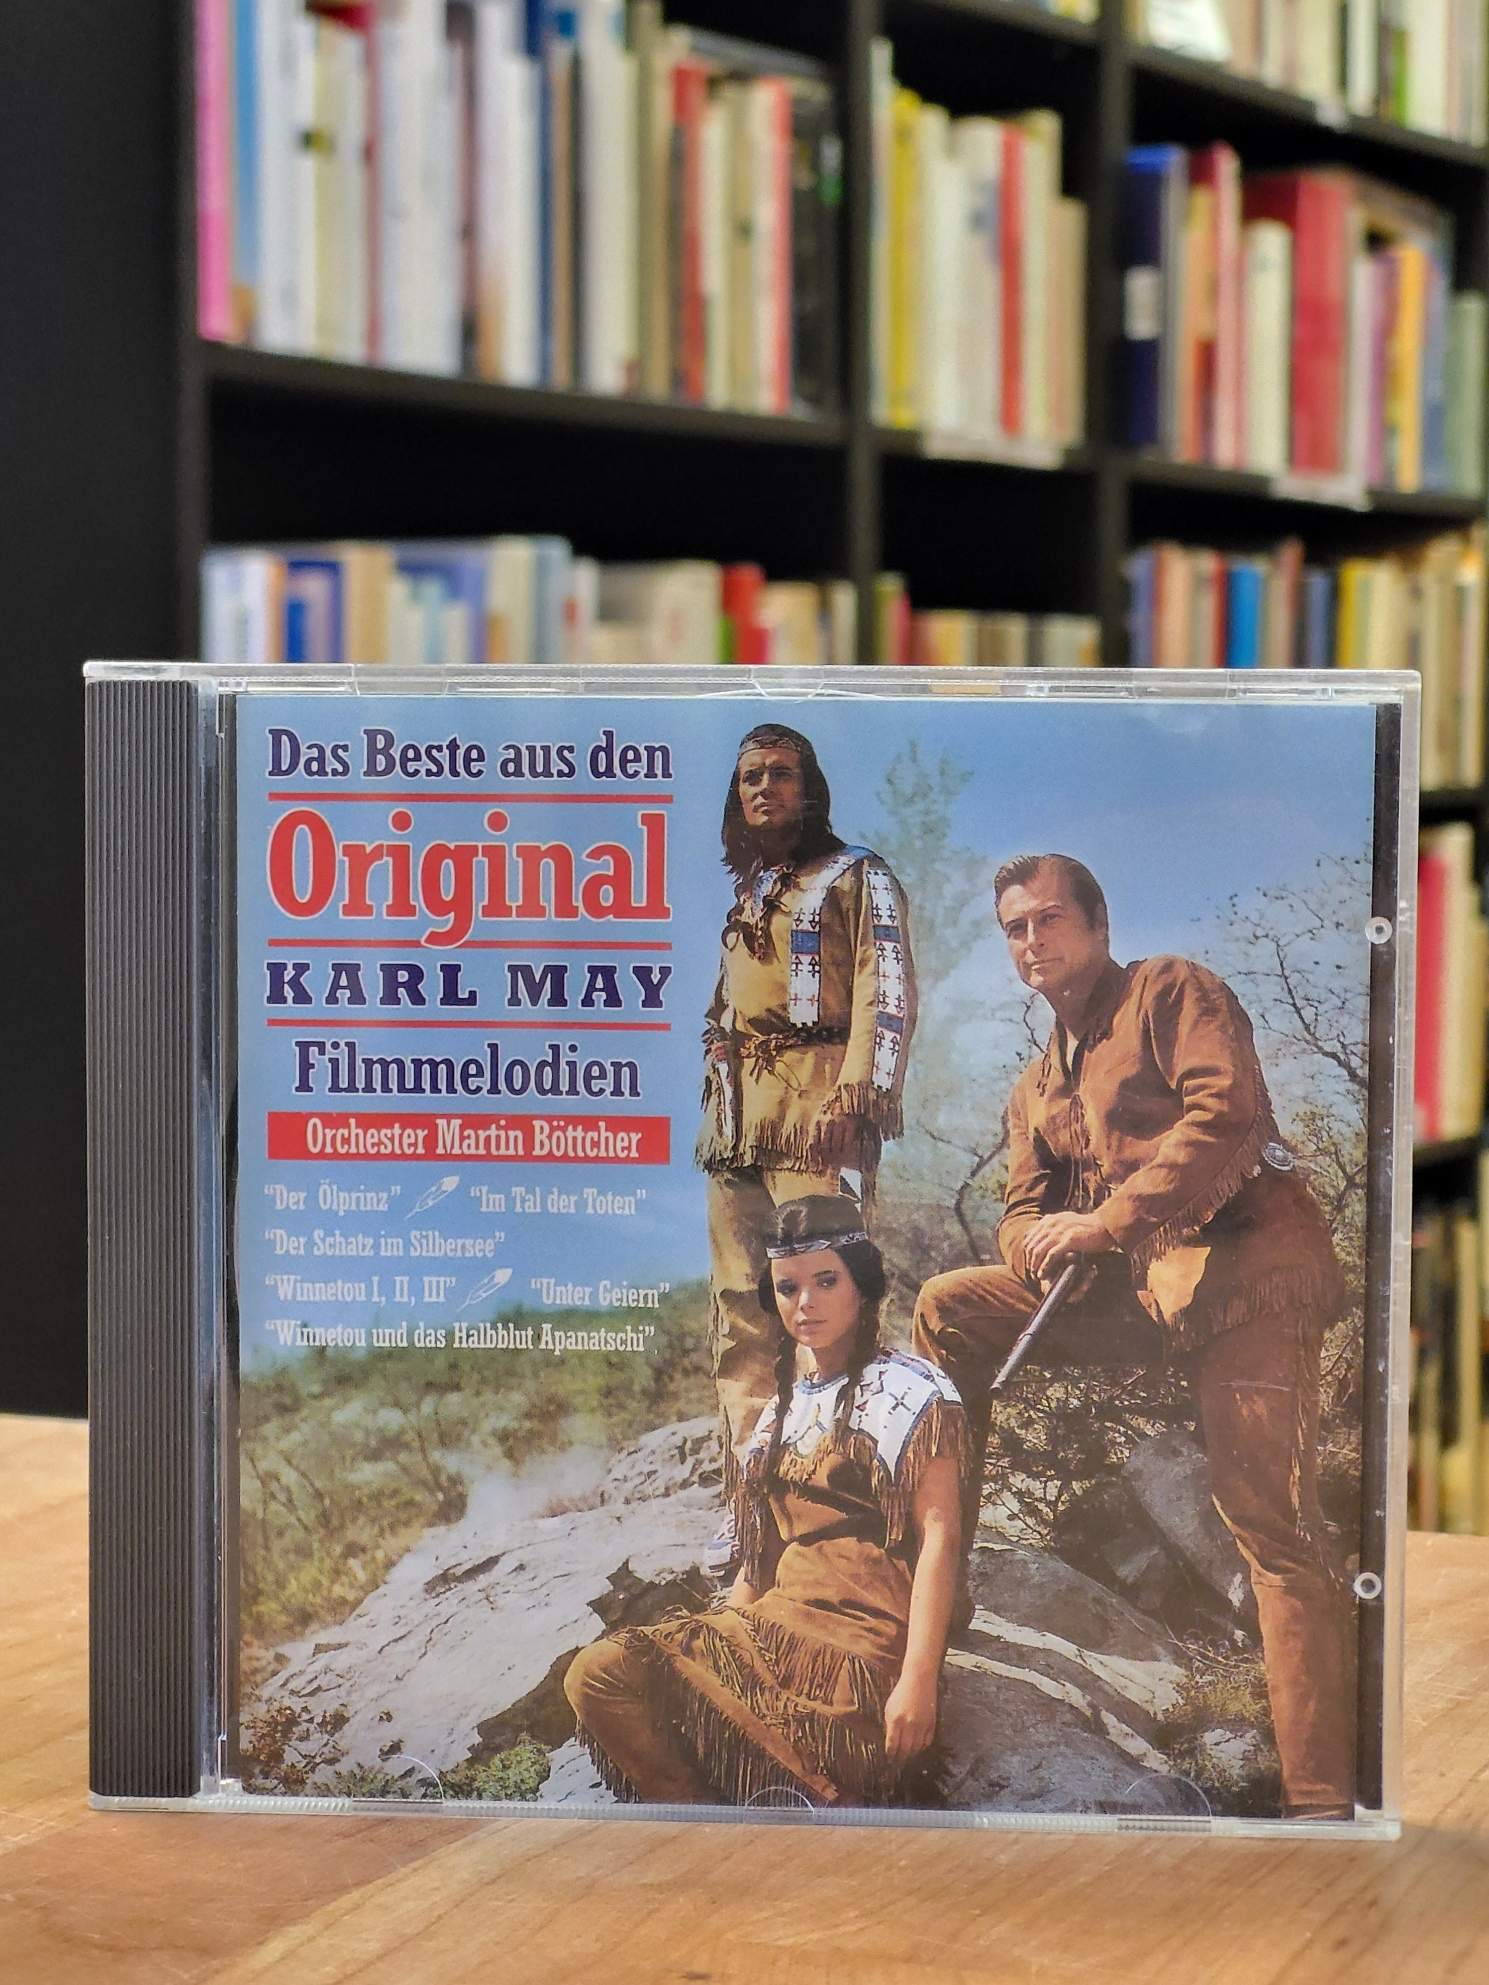 Das Beste aus den
Original
KARL MAY
Filmmelodien
Orchester Martin Böttcher
“Der Ölprinz” “Im Tal der Toten”
“Der Schatz im Silbersee”
“Winnetou I, II, III” “Unter Geiern”
“Winnetou und das Halbblut Apanatschi”